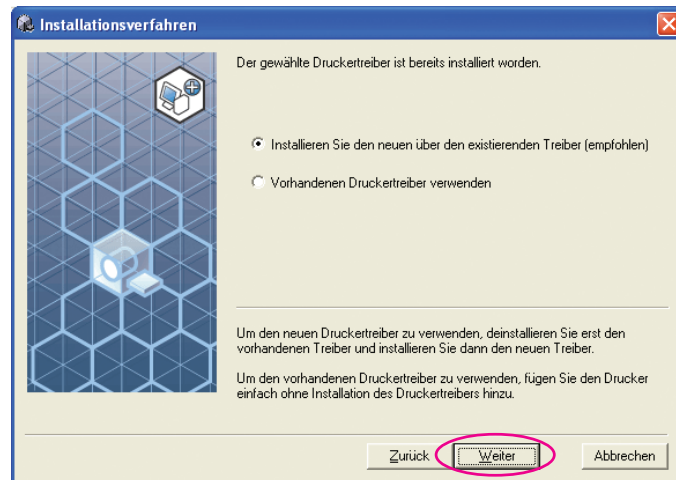 Installationsverfahren
Der gewählte Druckertreiber ist bereits installiert worden.
Installieren Sie den neuen über den existierenden Treiber (empfohlen)
Vorhandenen Druckertreiber verwenden
Um den neuen Druckertreiber zu verwenden, deinstallieren Sie erst den
vorhandenen Treiber und installieren Sie dann den neuen Treiber.
Um den vorhandenen Druckertreiber zu verwenden, fügen Sie den Drucker
einfach ohne Installation des Druckertreibers hinzu.
Zurück Weiter Abbrechen